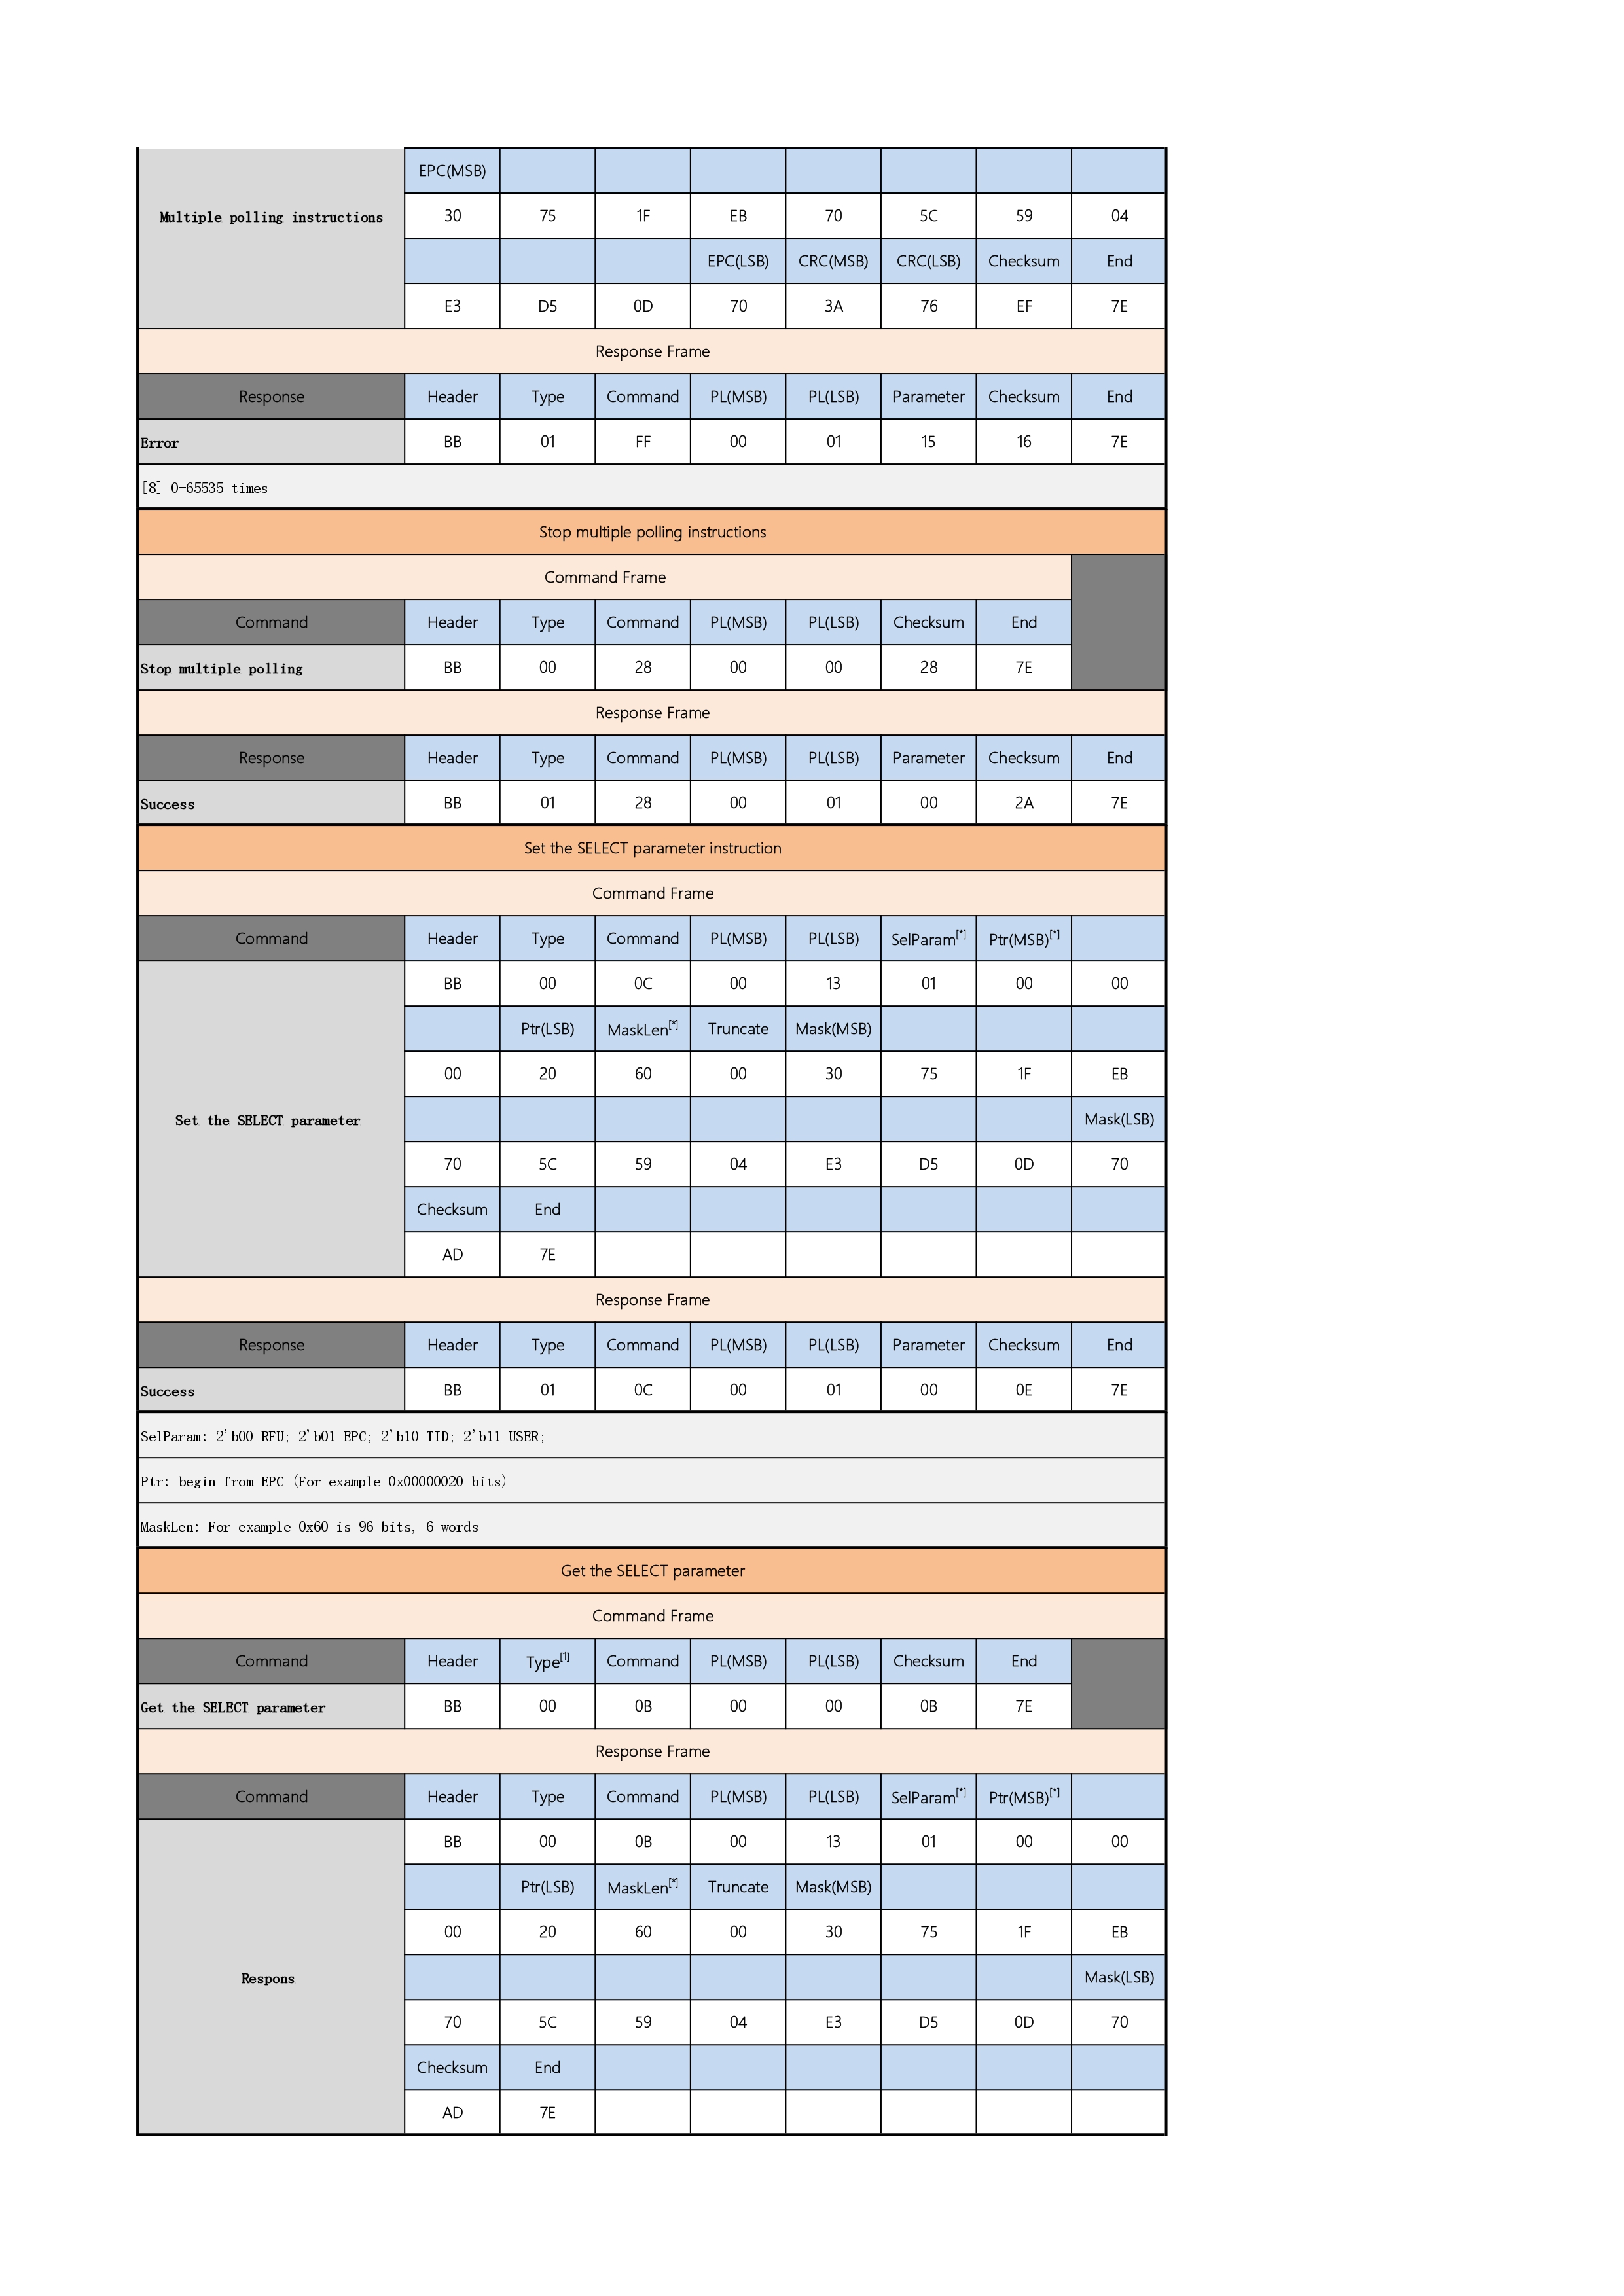 EPC(MSB)
Multiple polling instructions
30 75 1F EB 70 5C 59 04
EPC(LSB) CRC(MSB) CRC(LSB) Checksum End
E3 D5 0D 70 3A 76 EF 7E
Response Frame
Response Header Type Command PL(MSB) PL(LSB) Parameter Checksum End
Error BB 01 FF 00 01 15 16 7E
[8] 0-65535 times
Stop multiple polling instructions
Command Frame
Command Header Type Command PL(MSB) PL(LSB) Checksum End
Stop multiple polling BB 00 28 00 00 28 7E
Response Frame
Response Header Type Command PL(MSB) PL(LSB) Parameter Checksum End
Success BB 01 28 00 01 00 2A 7E
Set the SELECT parameter instruction
Command Frame
Command Header Type Command PL(MSB) PL(LSB) SelParam[*] Ptr(MSB)[*]
BB 00 0C 00 13 01 00 00
Ptr(LSB) MaskLen[*] Truncate Mask(MSB)
00 20 60 00 30 75 1F EB
Set the SELECT parameter Mask(LSB)
70 5C 59 04 E3 D5 0D 70
Checksum End
AD 7E
Response Frame
Response Header Type Command PL(MSB) PL(LSB) Parameter Checksum End
Success BB 01 0C 00 01 00 0E 7E
SelParam: 2'b00 RFU; 2'b01 EPC; 2'b10 TID; 2'b11 USER;
Ptr: begin from EPC (For example 0x00000020 bits)
MaskLen: For example 0x60 is 96 bits, 6 words
Get the SELECT parameter
Command Frame
Command Header Type[1] Command PL(MSB) PL(LSB) Checksum End
Get the SELECT parameter BB 00 0B 00 00 0B 7E
Response Frame
Command Header Type Command PL(MSB) PL(LSB) SelParam[*] Ptr(MSB)[*]
BB 00 0B 00 13 01 00 00
Ptr(LSB) MaskLen[*] Truncate Mask(MSB)
00 20 60 00 30 75 1F EB
Respons Mask(LSB)
70 5C 59 04 E3 D5 0D 70
Checksum End
AD 7E